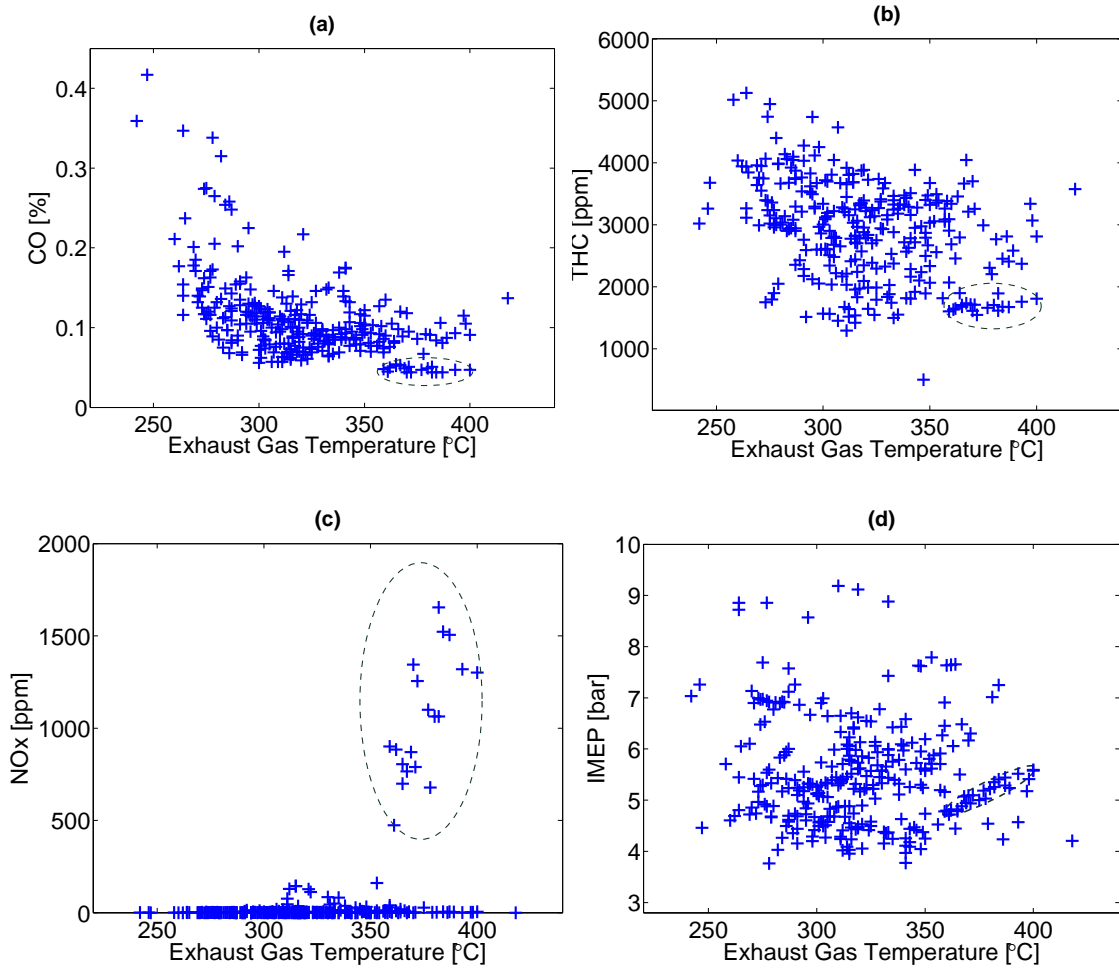 (a)
CO [%]
0.4
0.3
0.2
0.1
0
250 300 350 400
Exhaust Gas Temperature [°C]
(b)
THC [ppm]
6000
5000
4000
3000
2000
1000
250 300 350 400
Exhaust Gas Temperature [°C]
(c)
NOx [ppm]
2000
1500
1000
500
0
250 300 350 400
Exhaust Gas Temperature [°C]
(d)
IMEP [bar]
10
9
8
7
6
5
4
3
250 300 350 400
Exhaust Gas Temperature [°C]